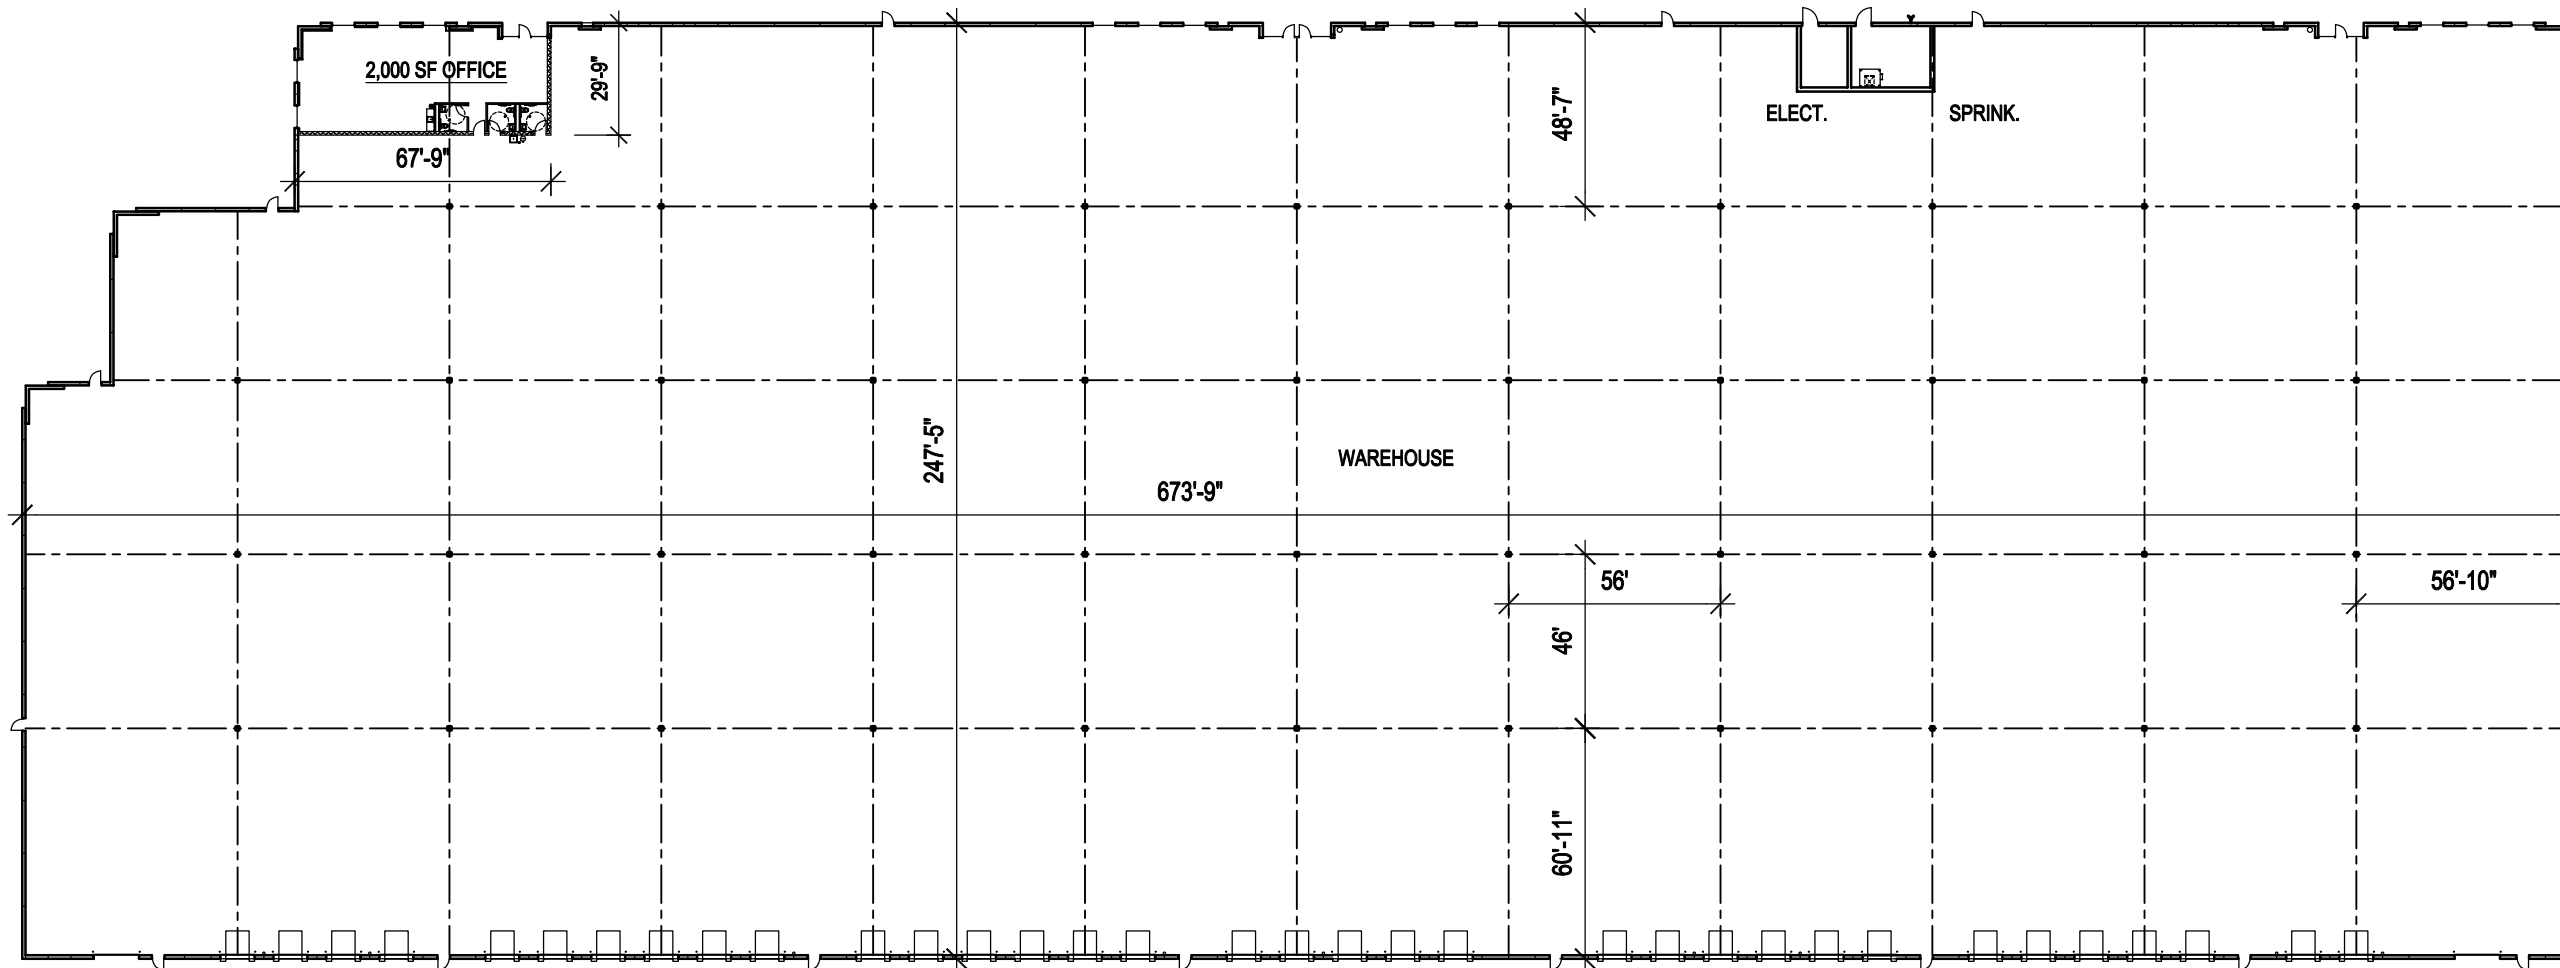 2,000 SF OFFICE
29'-9"
48'-7"
ELECT.
SPRINK.
67'-9"
247'-5"
WAREHOUSE
673'-9"
56'
56'-10"
46'
60'-11"